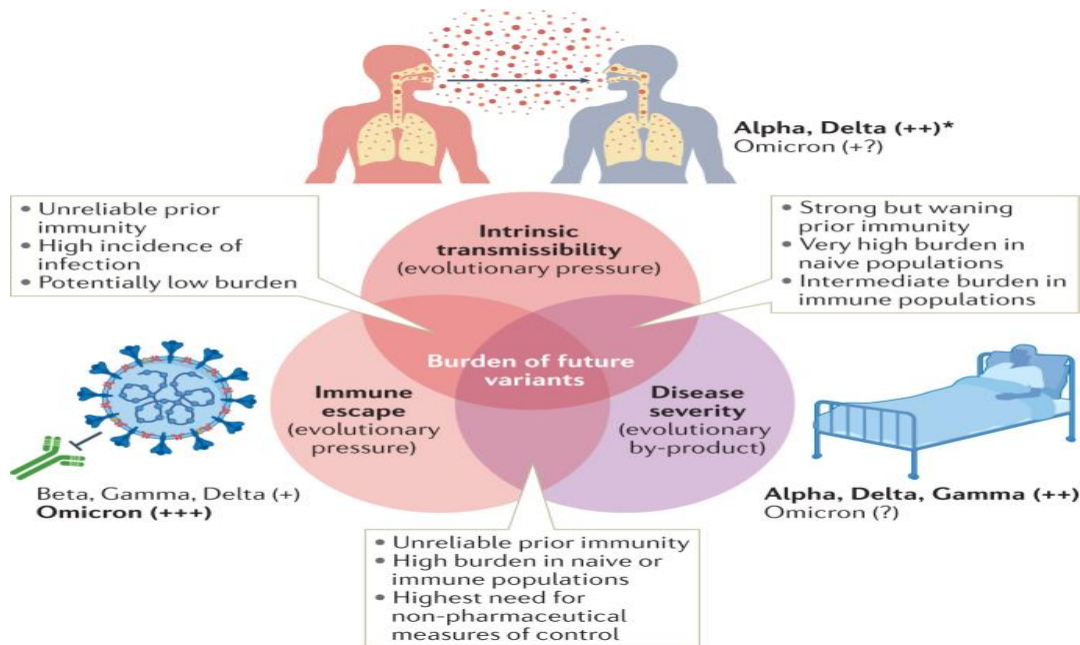 Alpha, Delta (++)*
Omicron (+?)
• Unreliable prior
immunity
• High incidence of
infection
• Potentially low burden
Intrinsic
transmissibility
(evolutionary pressure)
• Strong but waning
prior immunity
• Very high burden in
naive populations
• Intermediate burden in
immune populations
Burden of future
variants
Immune
escape
(evolutionary
pressure)
Disease
severity
(evolutionary
by-product)
Beta, Gamma, Delta (+)
Omicron (+++)
Alpha, Delta, Gamma (++)
Omicron (?)
• Unreliable prior immunity
• High burden in naive or
immune populations
• Highest need for
non-pharmaceutical
measures of control